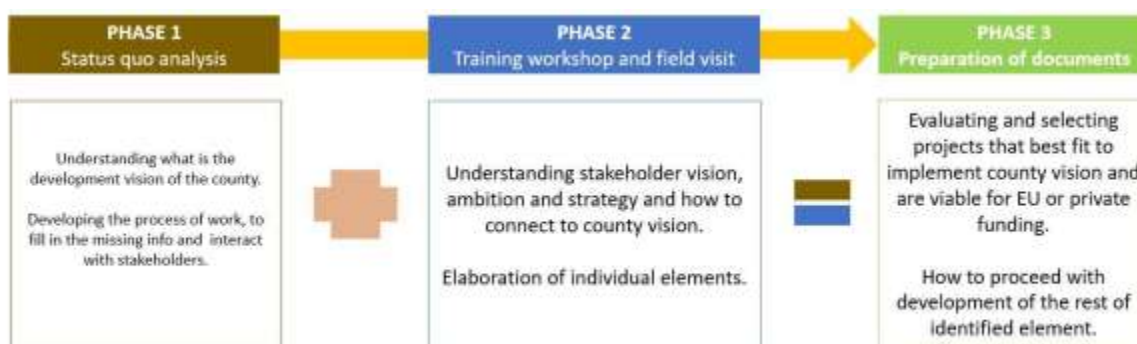 PHASE 1
Status quo analysis
PHASE 2
Training workshop and field visit
PHASE 3
Preparation of documents
Understanding what is the
development vision of the county.
Developing the process of work, to
fill in the missing info and interact
with stakeholders.
Understanding stakeholder vision,
ambition and strategy and how to
connect to county vision.
Elaboration of individual elements.
Evaluating and selecting
projects that best fit to
implement county vision and
are viable for EU or private
funding.
How to proceed with
development of the rest of
identified element.